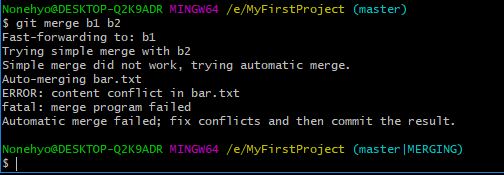 Nonehyo@DESKTOP-Q2K9ADR MINGW64 /e/MyFirstProject (master)
$ git merge b1 b2
Fast-forwarding to: b1
Trying simple merge with b2
Simple merge did not work, trying automatic merge.
Auto-merging bar.txt
ERROR: content conflict in bar.txt
fatal: merge program failed
Automatic merge failed; fix conflicts and then commit the result.
Nonehyo@DESKTOP-Q2K9ADR MINGW64 /e/MyFirstProject (master|MERGING)
$